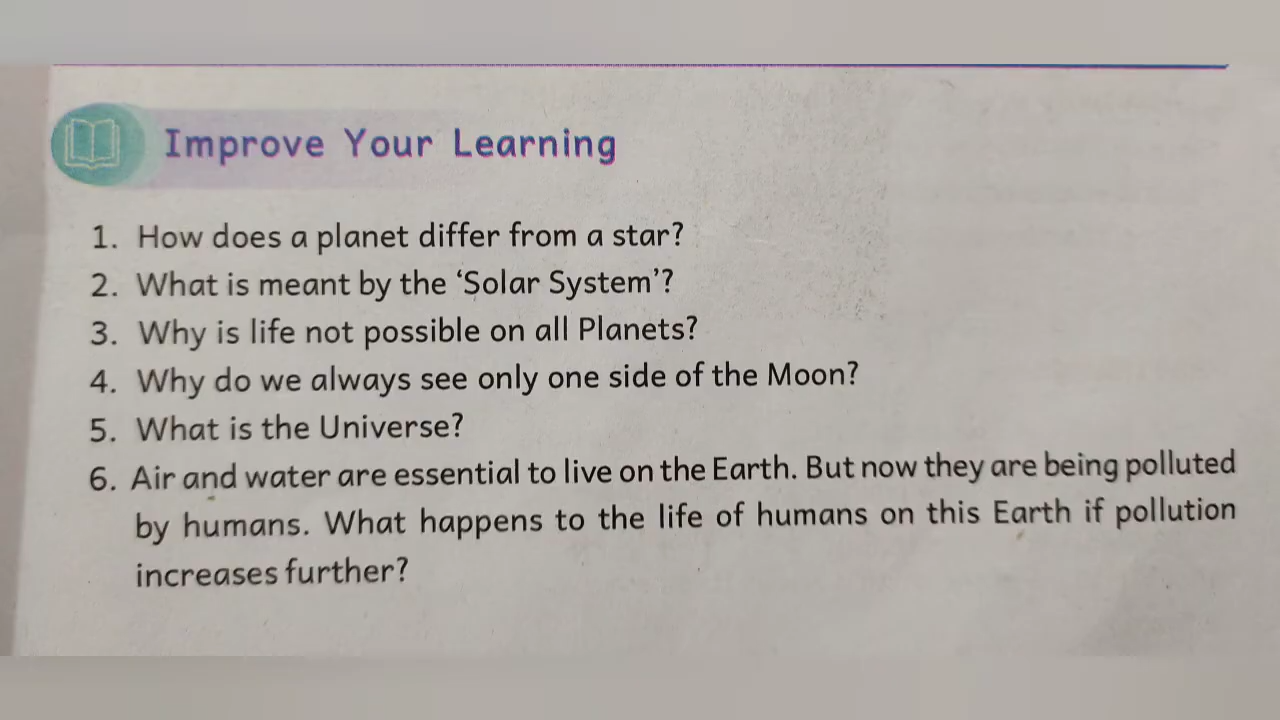 Improve Your Learning
1. How does a planet differ from a star?
2. What is meant by the ‘Solar System’?
3. Why is life not possible on all Planets?
4. Why do we always see only one side of the Moon?
5. What is the Universe?
6. Air and water are essential to live on the Earth. But now they are being polluted
by humans. What happens to the life of humans on this Earth if pollution
increases further?